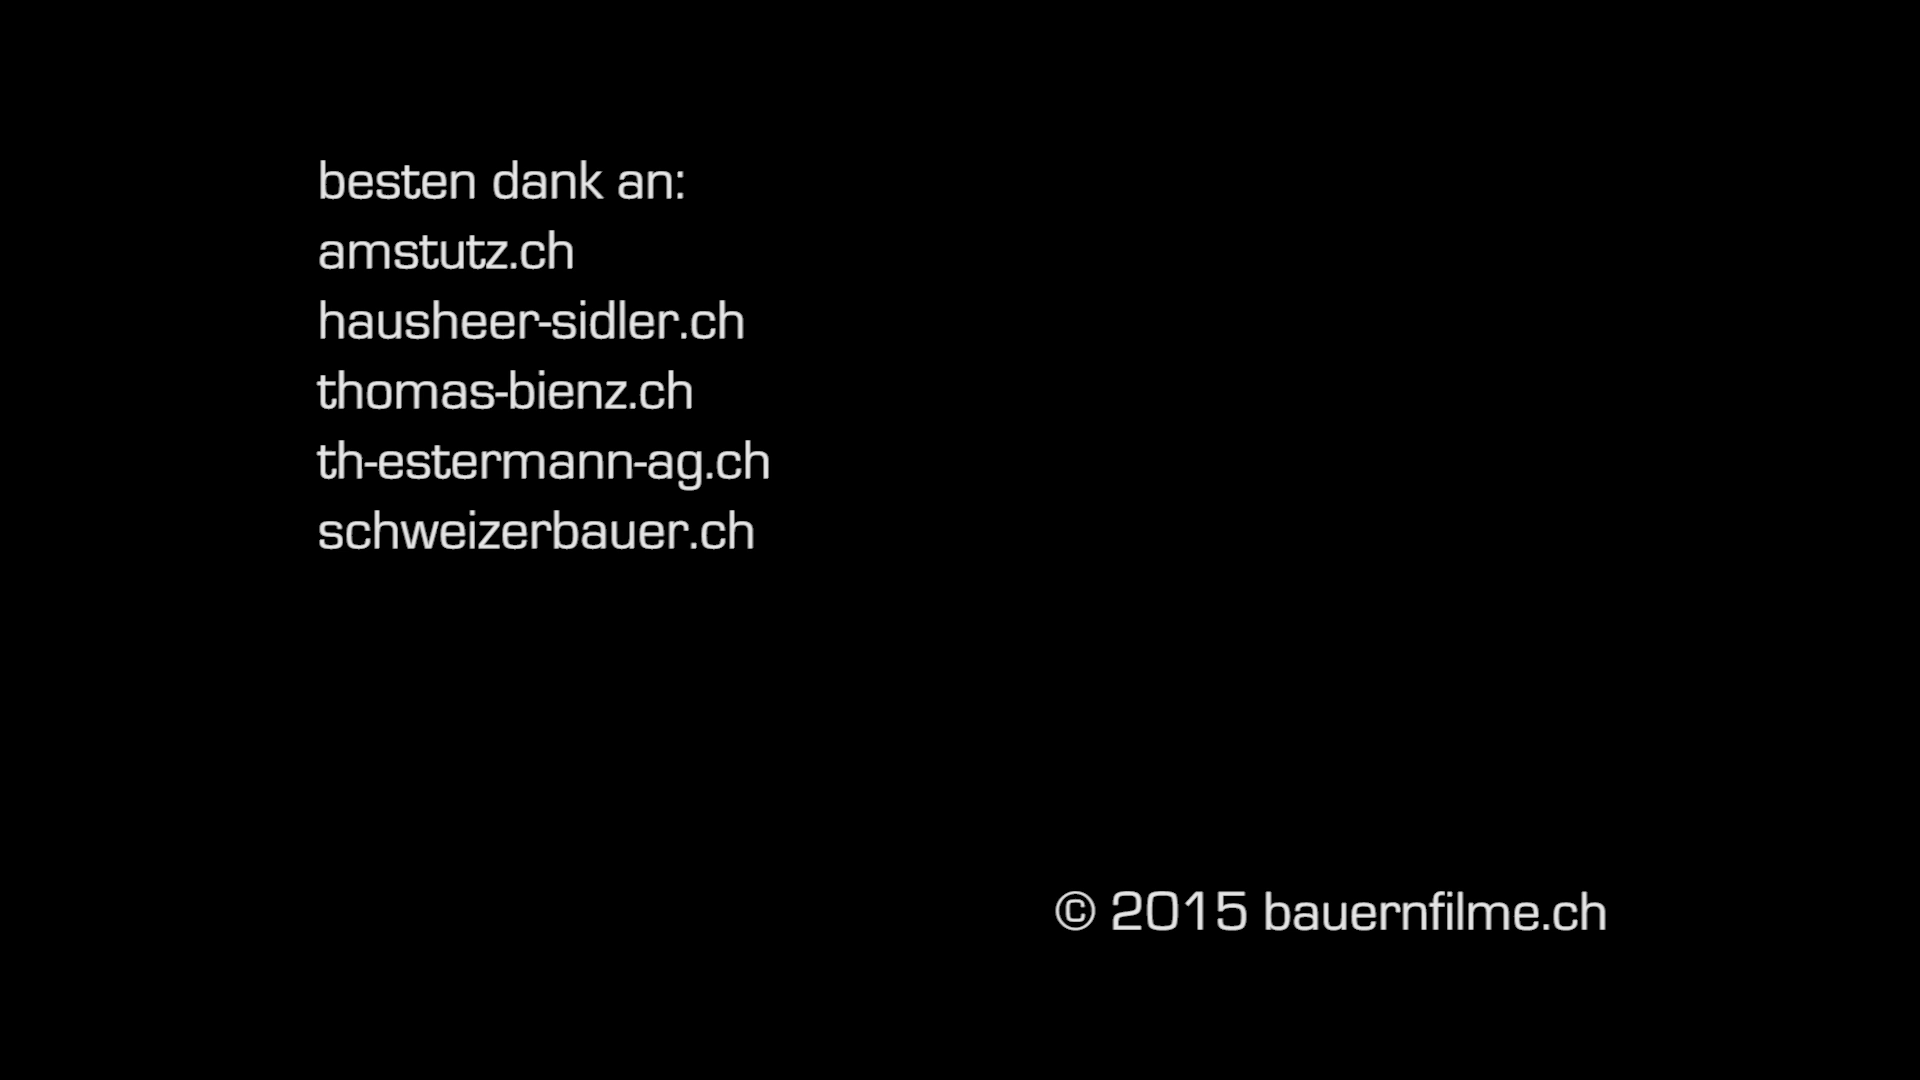 besten dank an:
amstutz.ch
hausheer-sidler.ch
thomas-bienz.ch
th-estermann-ag.ch
schweizerbauer.ch
© 2015 bauernfilme.ch